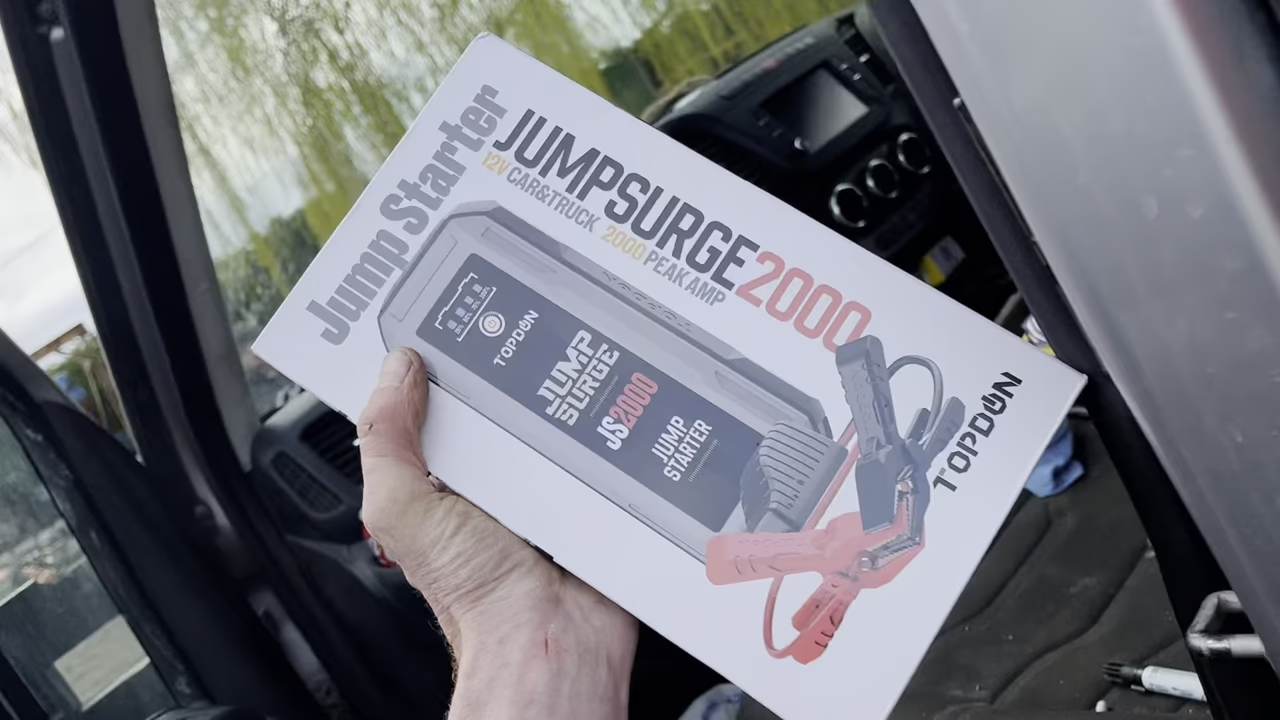 Jump Starter
JUMPSURGE2000
12V CAR&TRUCK 2000 PEAK AMP
TOPDON
JUMP
SURGE
JS2000
JUMP
STARTER
TOPDON